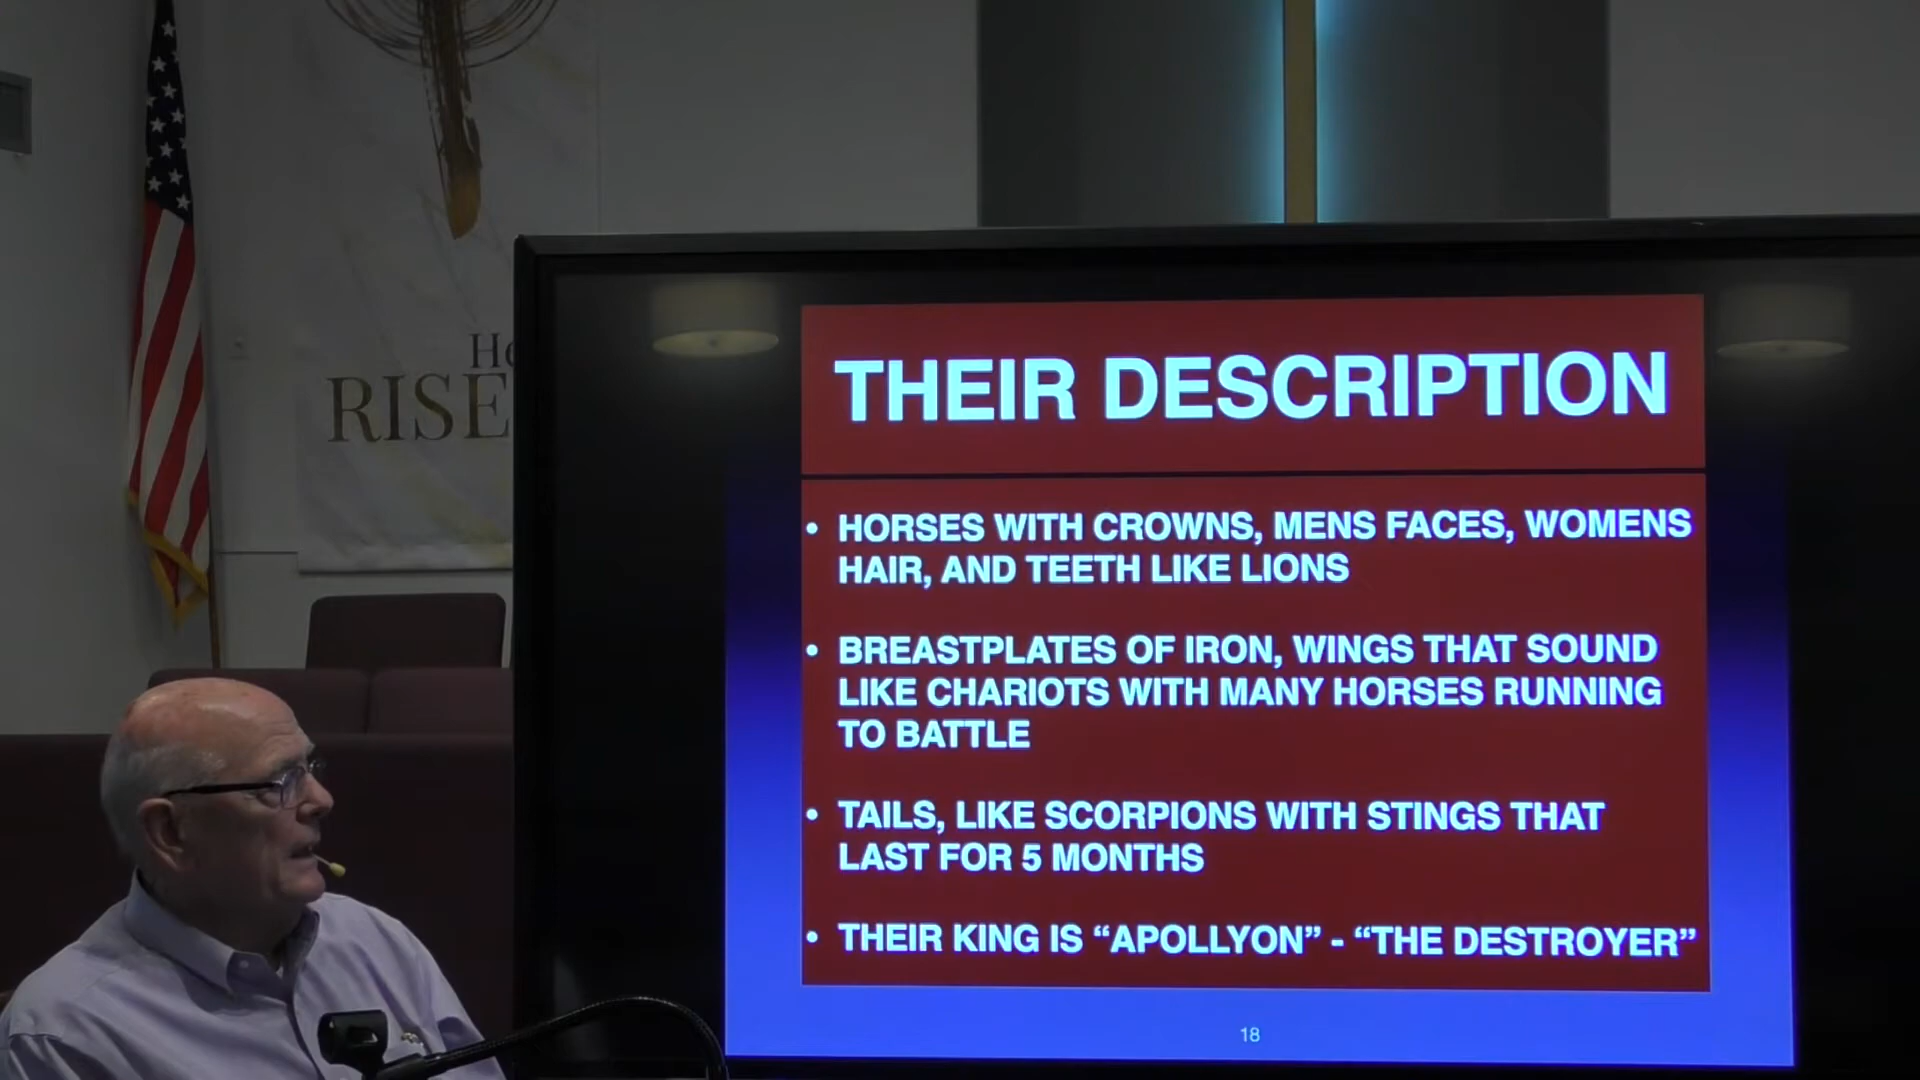 He
RISE
THEIR DESCRIPTION
• HORSES WITH CROWNS, MENS FACES, WOMENS
HAIR, AND TEETH LIKE LIONS
• BREASTPLATES OF IRON, WINGS THAT SOUND
LIKE CHARIOTS WITH MANY HORSES RUNNING
TO BATTLE
• TAILS, LIKE SCORPIONS WITH STINGS THAT
LAST FOR 5 MONTHS
• THEIR KING IS “APOLLYON” - “THE DESTROYER”
18